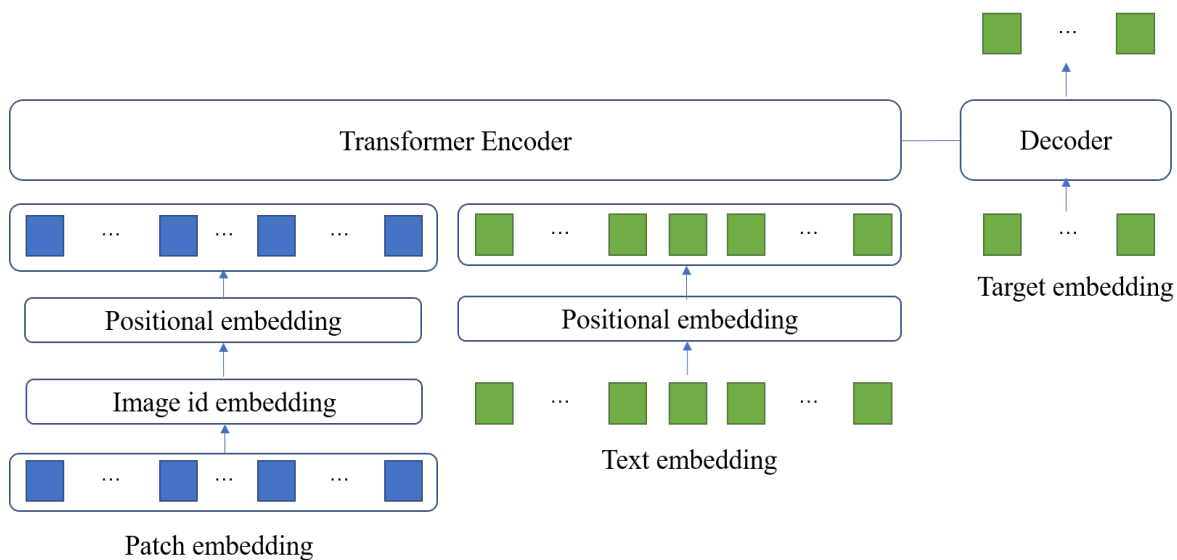 ...
Transformer Encoder
Decoder
... ... ...
... ...
...
Target embedding
Positional embedding
Positional embedding
Image id embedding
... ...
Text embedding
... ... ...
Patch embedding